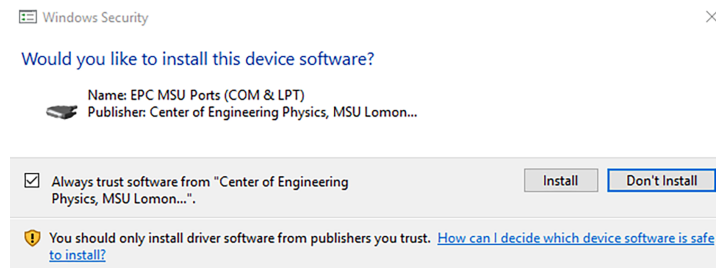 Windows Security
Would you like to install this device software?
Name: EPC MSU Ports (COM & LPT)
Publisher: Center of Engineering Physics, MSU Lomon...
Always trust software from "Center of Engineering
Physics, MSU Lomon...".
Install
Don't Install
You should only install driver software from publishers you trust. How can I decide which device software is safe
to install?